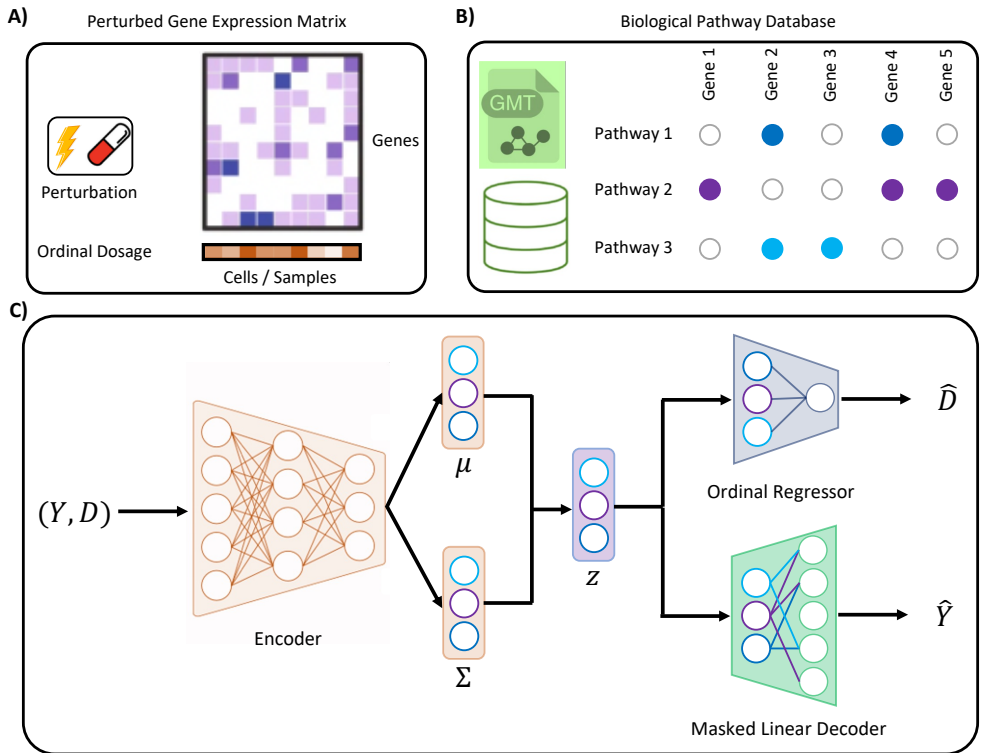 A)
Perturbed Gene Expression Matrix
Genes
Perturbation
Ordinal Dosage
Cells / Samples
B)
Biological Pathway Database
GMT
Gene 1
Gene 2
Gene 3
Gene 4
Gene 5
Pathway 1
Pathway 2
Pathway 3
C)
(Y, D)
Encoder
μ
Σ
z
Ordinal Regressor
D̂
Masked Linear Decoder
Ŷ